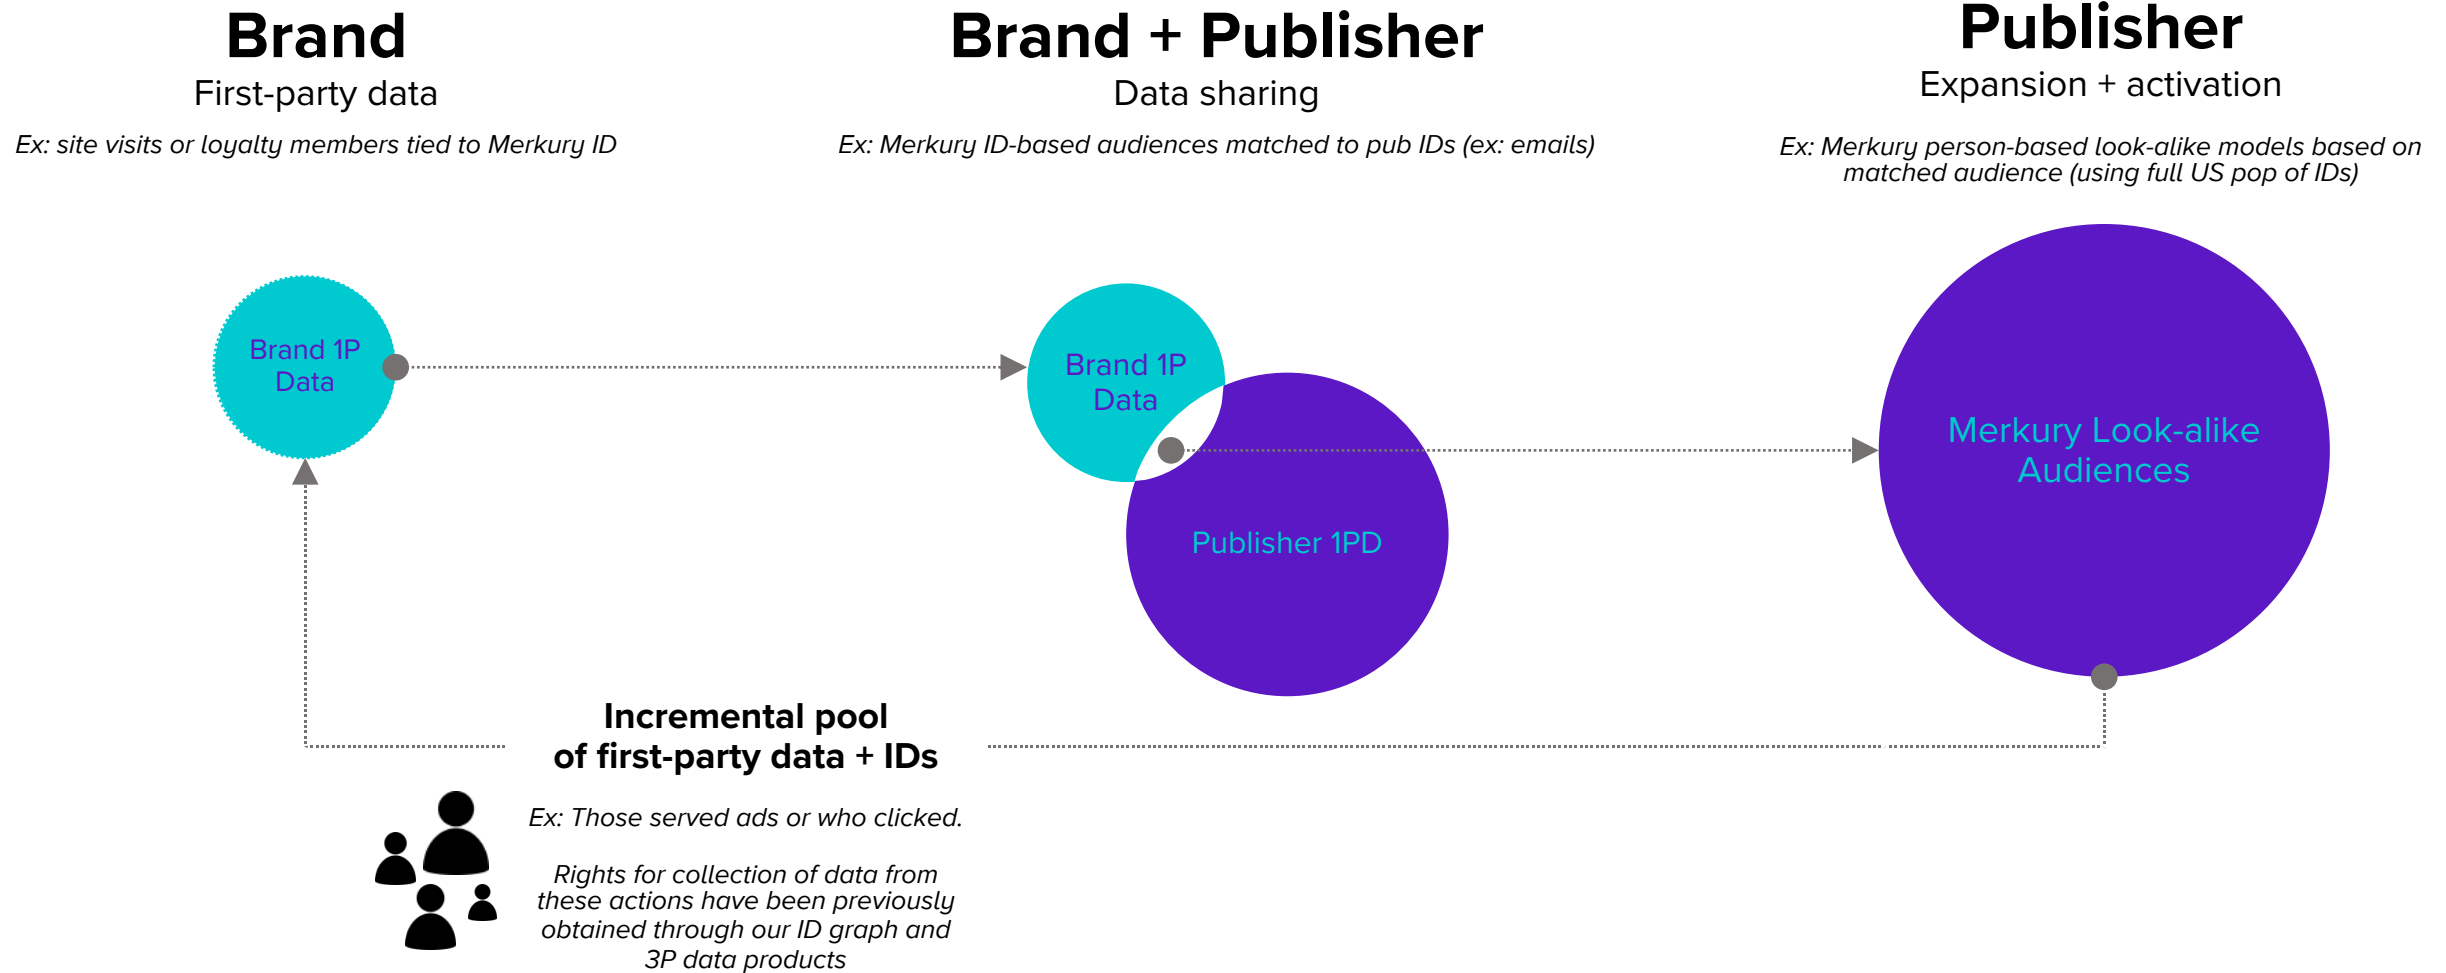 Brand
First-party data
Ex: site visits or loyalty members tied to Merkury ID
Brand + Publisher
Data sharing
Ex: Merkury ID-based audiences matched to pub IDs (ex: emails)
Publisher
Expansion + activation
Ex: Merkury person-based look-alike models based on
matched audience (using full US pop of IDs)
Brand 1P
Data
Brand 1P
Data
Publisher 1PD
Merkury Look-alike
Audiences
Incremental pool
of first-party data + IDs
Ex: Those served ads or who clicked.
Rights for collection of data from
these actions have been previously
obtained through our ID graph and
3P data products